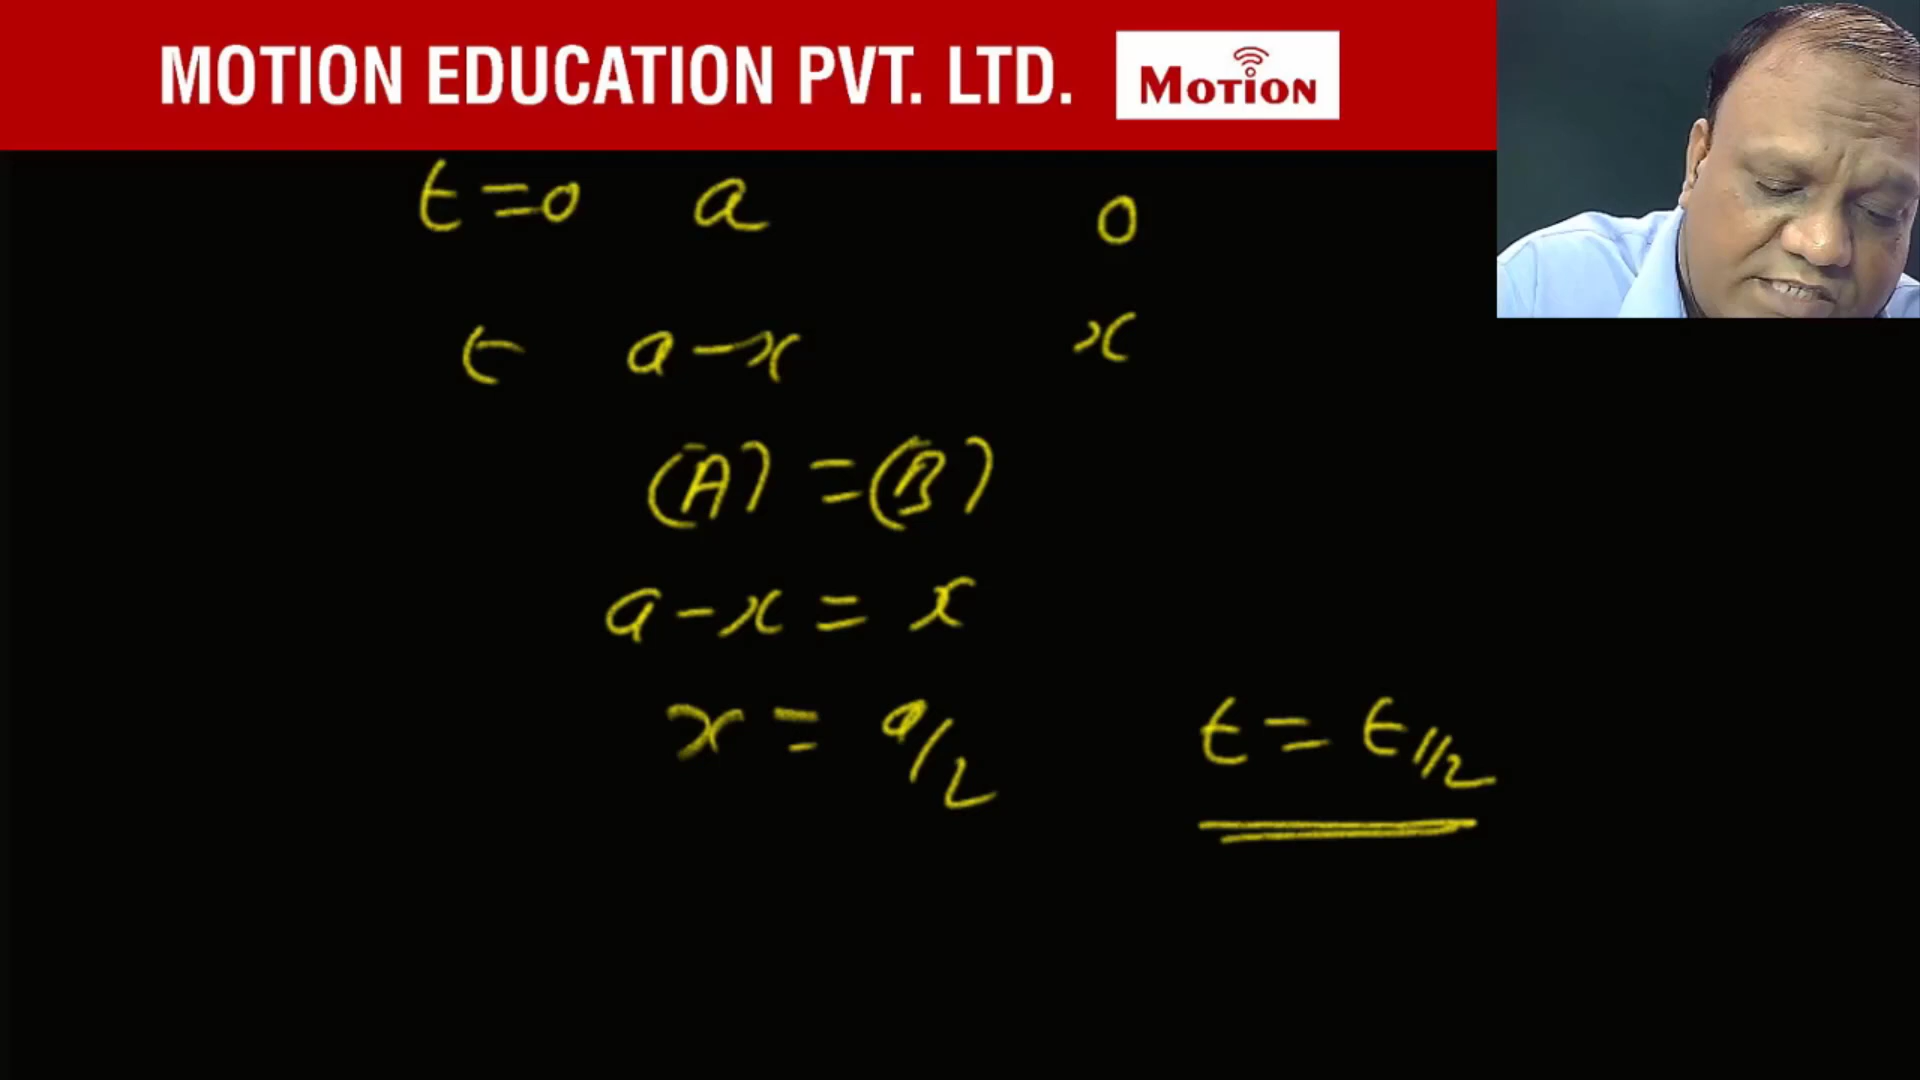 MOTION EDUCATION PVT. LTD. MOTION
t=0 a 0
t a-x x
(A) = (B)
a-x = x
x = a/2 t = t1/2